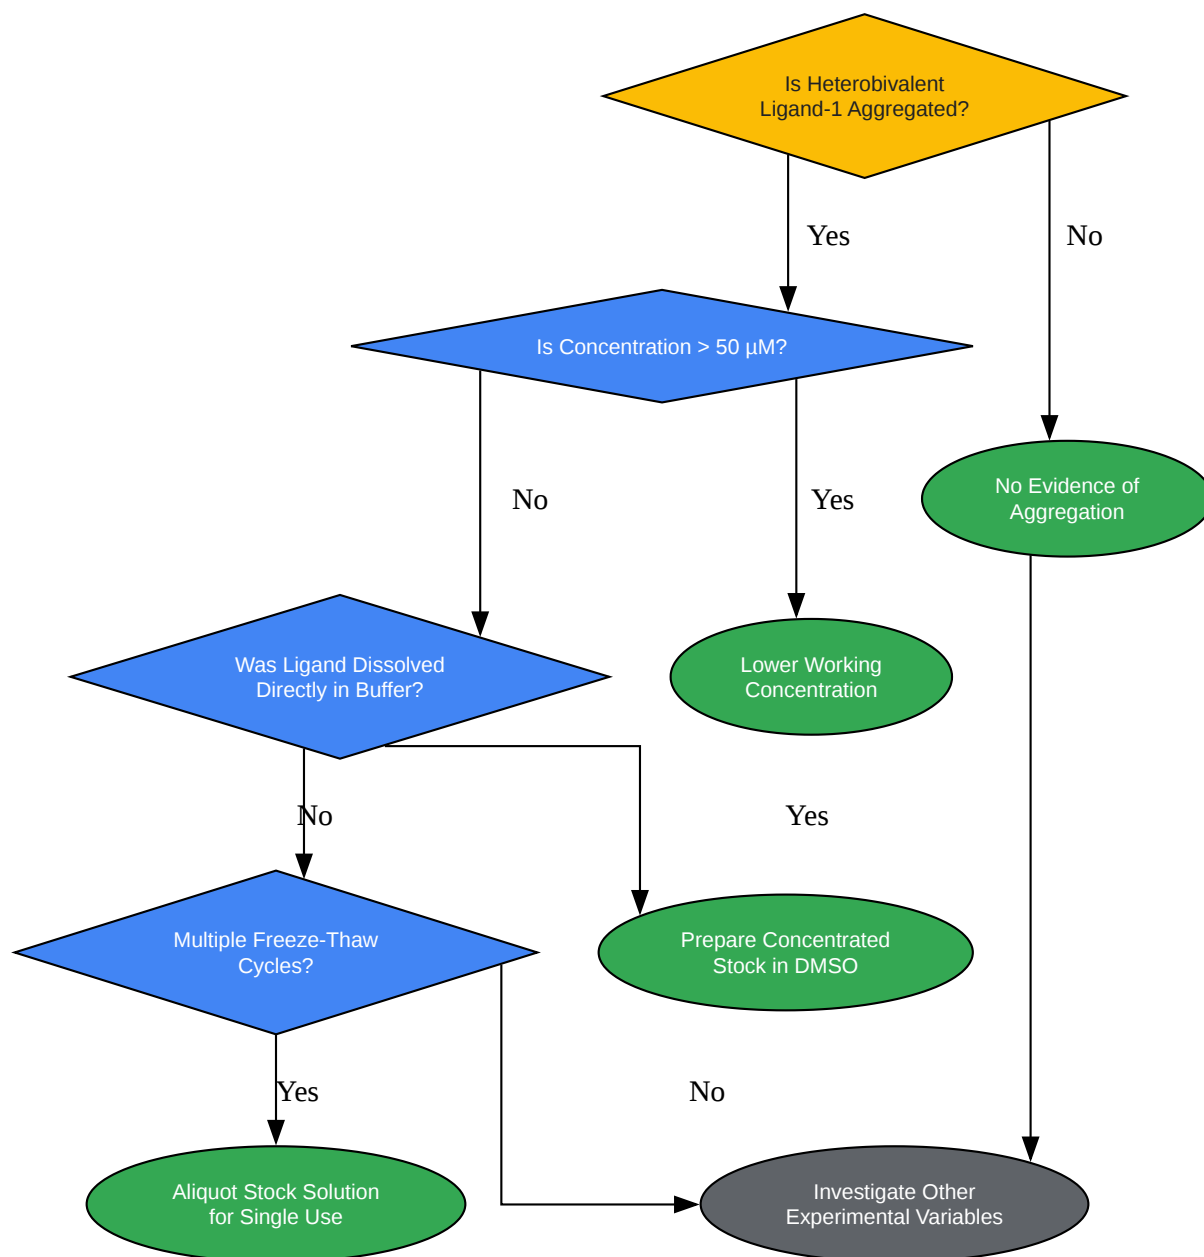 Is Heterobivalent
Ligand-1 Aggregated?
Yes
No
Is Concentration > 50 µM?
No
Yes
No Evidence of
Aggregation
Was Ligand Dissolved
Directly in Buffer?
Lower Working
Concentration
No
Yes
Multiple Freeze-Thaw
Cycles?
Prepare Concentrated
Stock in DMSO
Yes
No
Aliquot Stock Solution
for Single Use
Investigate Other
Experimental Variables